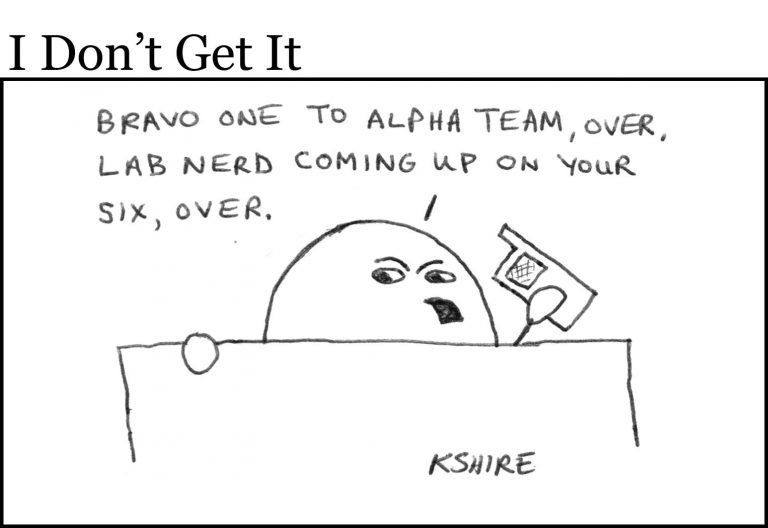 I Don’t Get It
BRAVO ONE TO ALPHA TEAM, OVER.
LAB NERD COMING UP ON YOUR
SIX, OVER.
KSHIRE